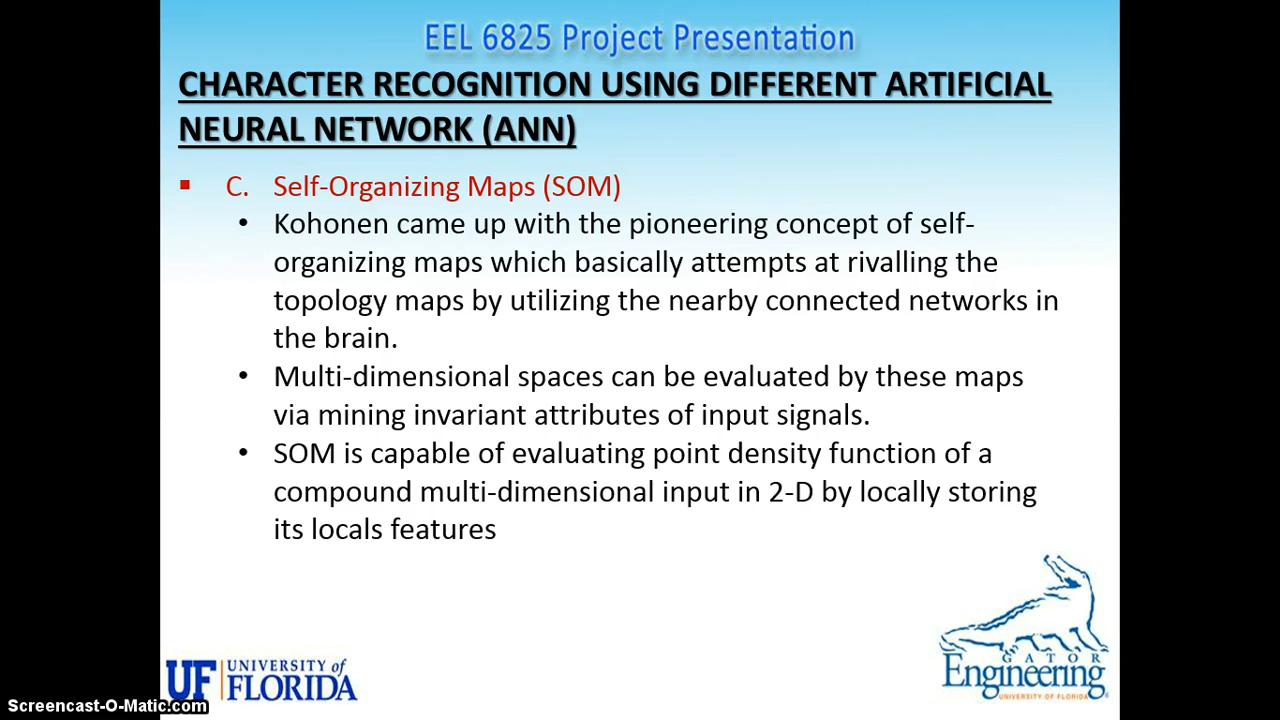 EEL 6825 Project Presentation
CHARACTER RECOGNITION USING DIFFERENT ARTIFICIAL
NEURAL NETWORK (ANN)
▪ C. Self-Organizing Maps (SOM)
• Kohonen came up with the pioneering concept of self-
organizing maps which basically attempts at rivalling the
topology maps by utilizing the nearby connected networks in
the brain.
• Multi-dimensional spaces can be evaluated by these maps
via mining invariant attributes of input signals.
• SOM is capable of evaluating point density function of a
compound multi-dimensional input in 2-D by locally storing
its locals features
UF UNIVERSITY of
FLORIDA
GATOR
Engineering
UNIVERSITY OF FLORIDA
Screencast-O-Matic.com